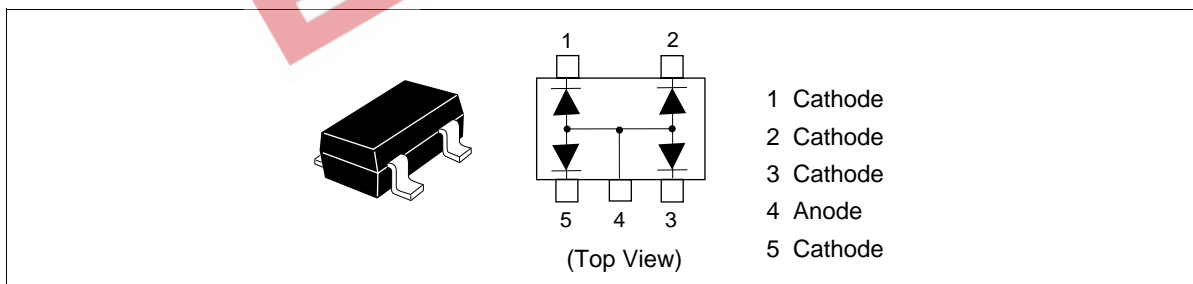 1 2
5 4 3
(Top View)
1 Cathode
2 Cathode
3 Cathode
4 Anode
5 Cathode